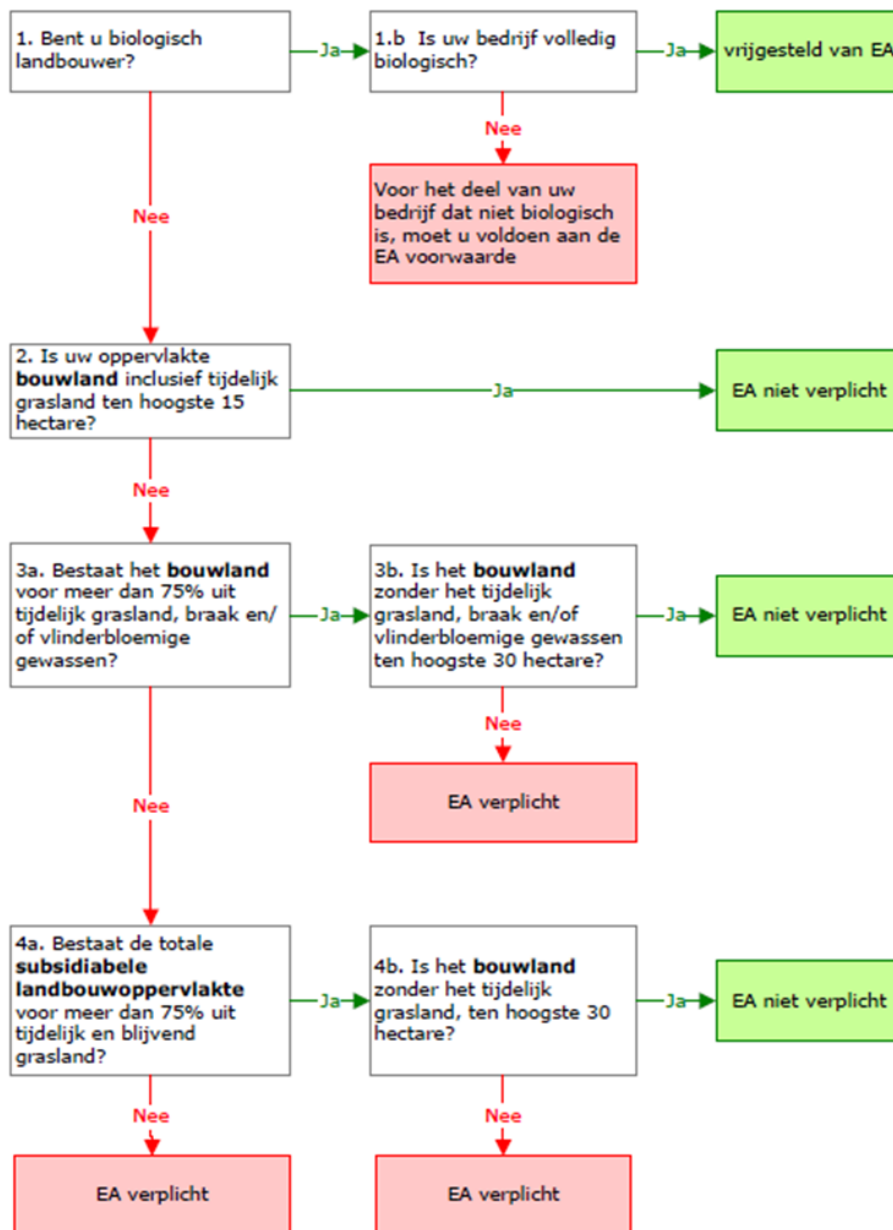 1. Bent u biologisch
landbouwer?
Ja
1.b Is uw bedrijf volledig
biologisch?
Ja
vrijgesteld van EA
Nee
Nee
Voor het deel van uw
bedrijf dat niet biologisch
is, moet u voldoen aan de
EA voorwaarde
2. Is uw oppervlakte
bouwland inclusief tijdelijk
grasland ten hoogste 15
hectare?
Ja
EA niet verplicht
Nee
3a. Bestaat het bouwland
voor meer dan 75% uit
tijdelijk grasland, braak en/
of vlinderbloemige
gewassen?
Ja
3b. Is het bouwland
zonder het tijdelijk
grasland, braak en/of
vlinderbloemige gewassen
ten hoogste 30 hectare?
Ja
EA niet verplicht
Nee
Nee
EA verplicht
4a. Bestaat de totale
subsidiabele
landbouwoppervlakte
voor meer dan 75% uit
tijdelijk en blijvend
grasland?
Ja
4b. Is het bouwland
zonder het tijdelijk
grasland, ten hoogste 30
hectare?
Ja
EA niet verplicht
Nee
Nee
EA verplicht
EA verplicht